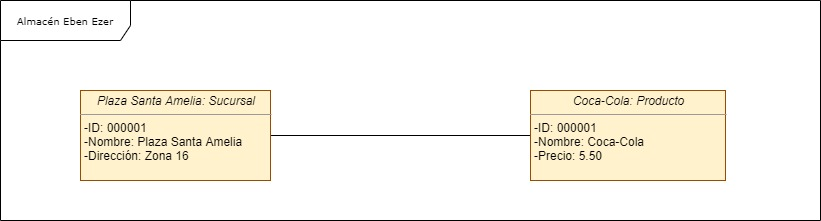 Almacén Eben Ezer
Plaza Santa Amelia: Sucursal
-ID: 000001
-Nombre: Plaza Santa Amelia
-Dirección: Zona 16
Coca-Cola: Producto
-ID: 000001
-Nombre: Coca-Cola
-Precio: 5.50